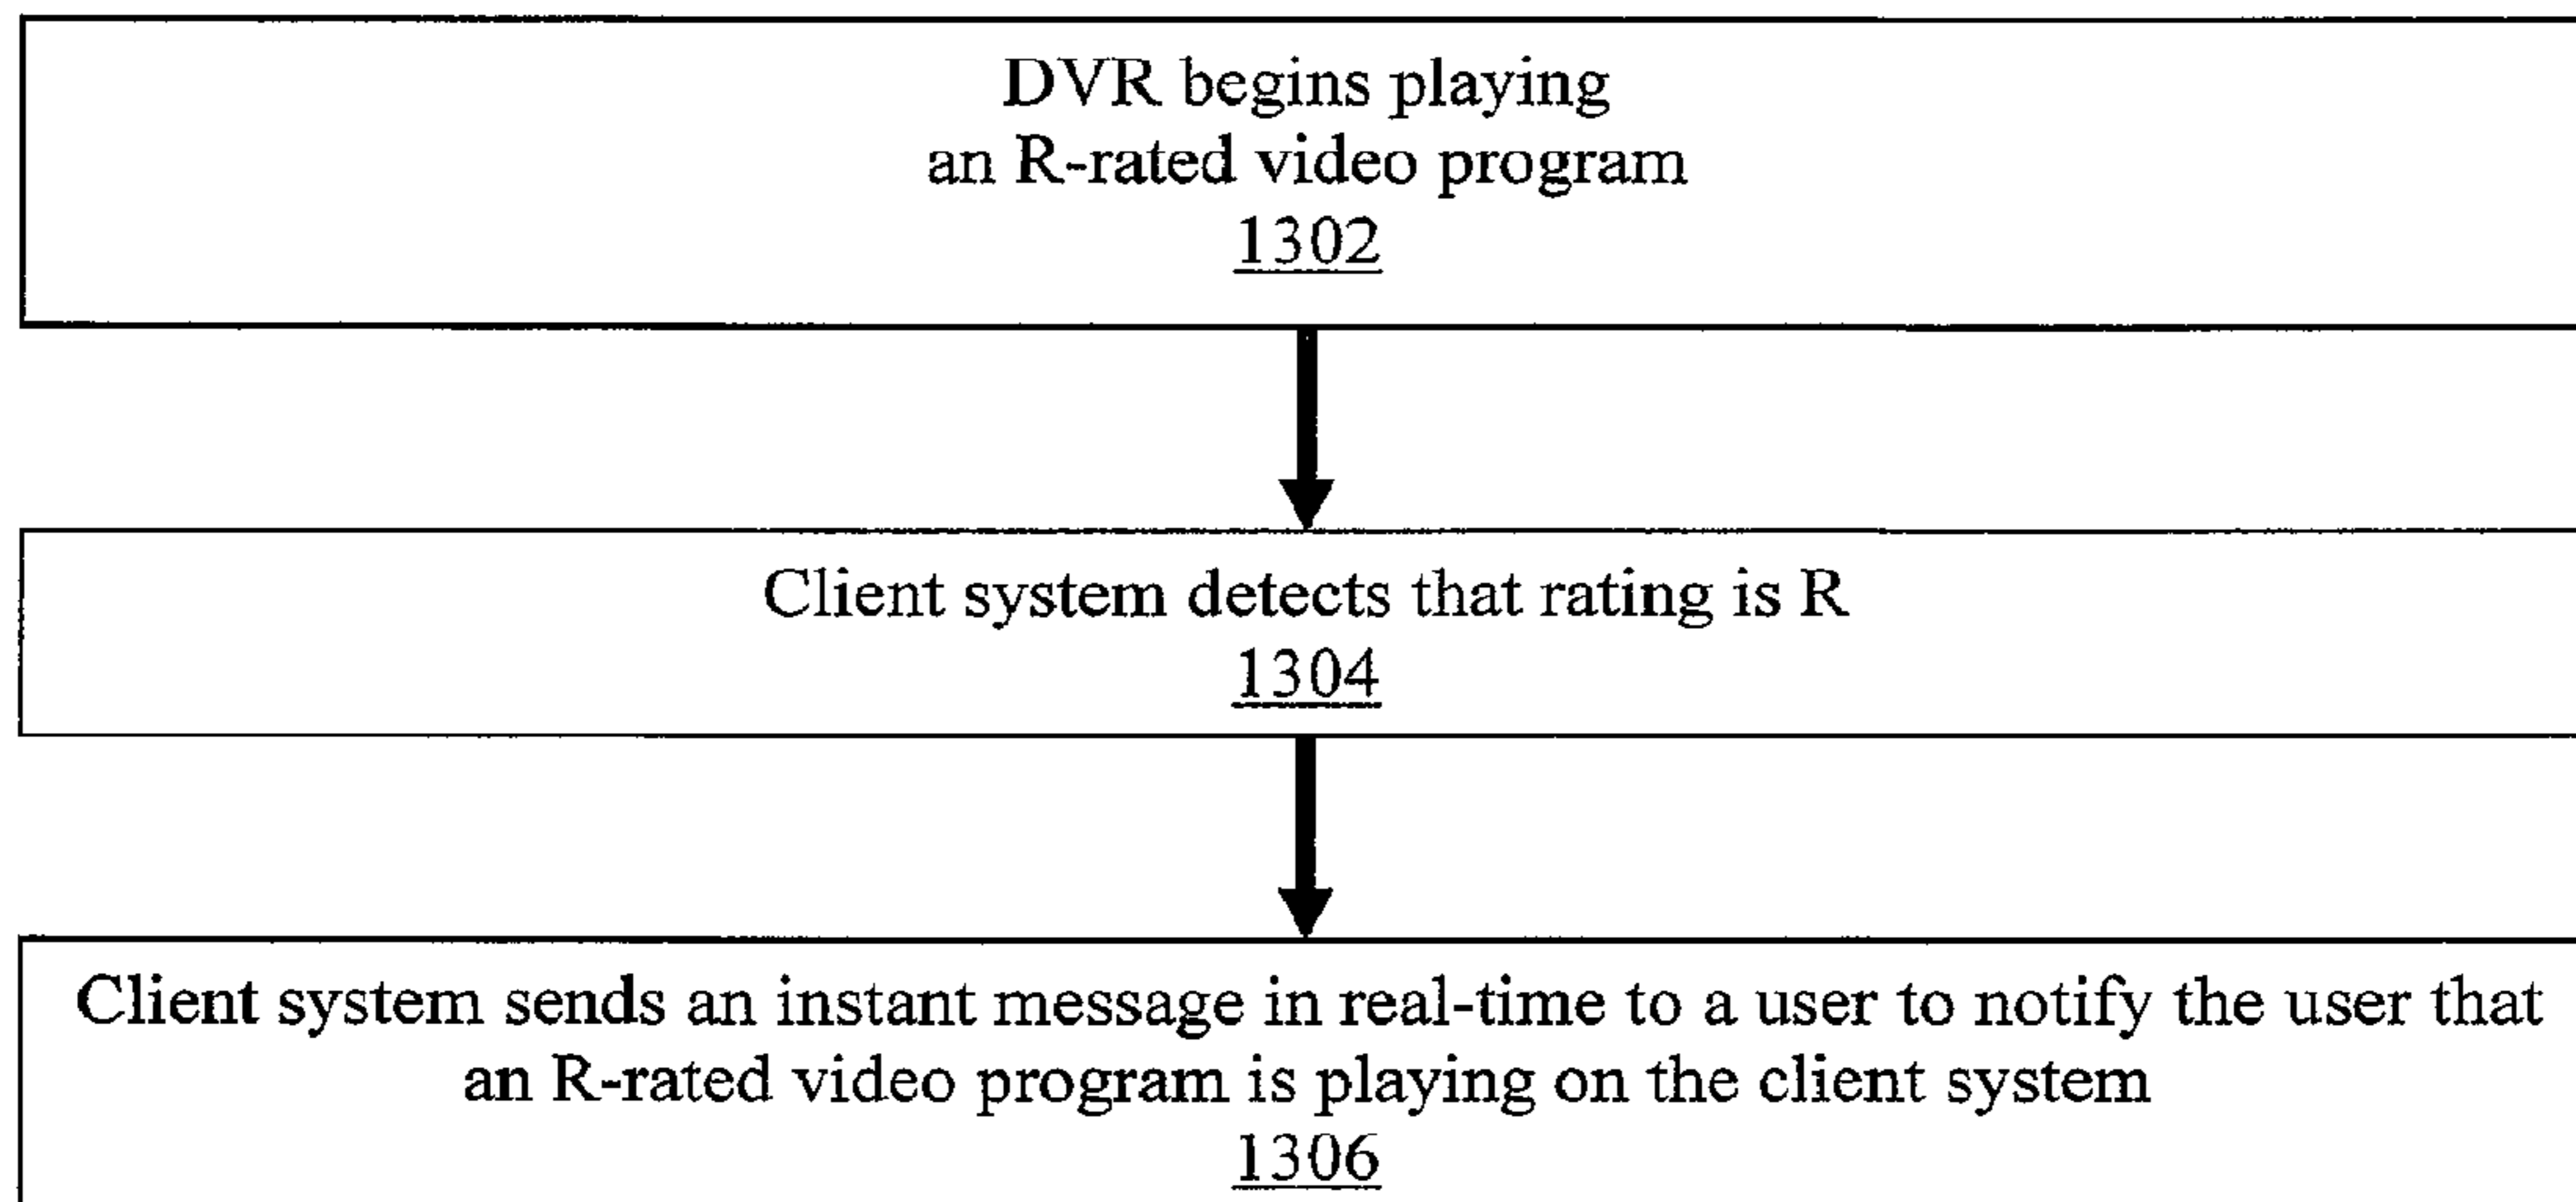 DVR begins playing
an R-rated video program
1302
Client system detects that rating is R
1304
Client system sends an instant message in real-time to a user to notify the user that
an R-rated video program is playing on the client system
1306